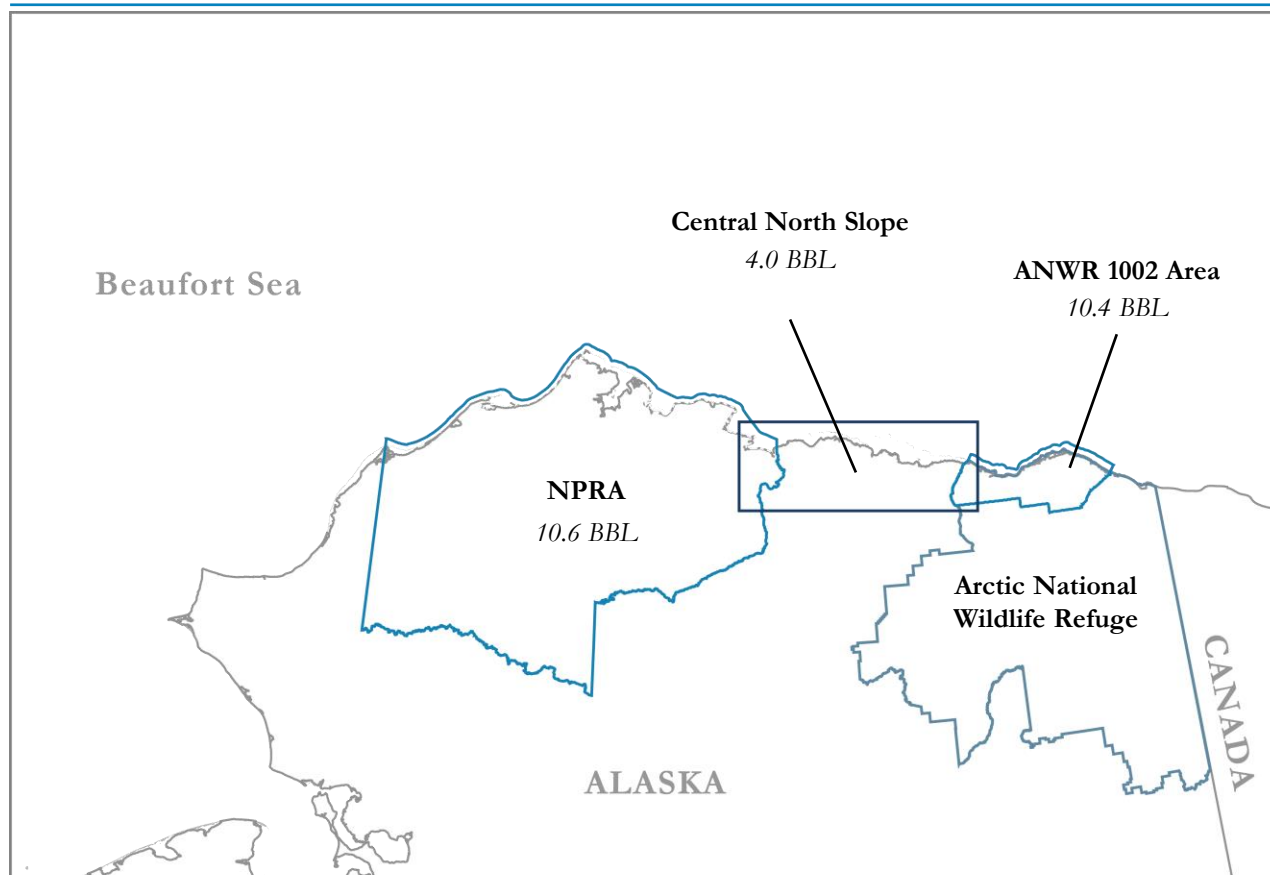 Central North Slope
4.0 BBL
ANWR 1002 Area
10.4 BBL
Beaufort Sea
NPRA
10.6 BBL
Arctic National
Wildlife Refuge
CANADA
ALASKA